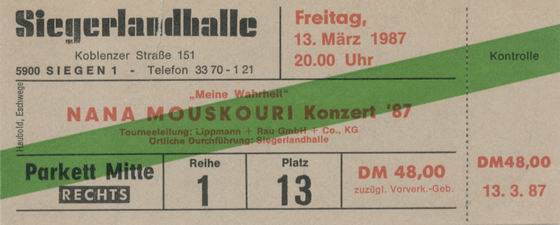 Siegerlandhalle
Koblenzer Straße 151
5900 SIEGEN 1 - Telefon 33 70-1 21
Freitag,
13. März 1987
20.00 Uhr
Kontrolle
Haubold, Eschwege
„Meine Wahrheit"
NANA MOUSKOURI Konzert '87
Tourneeleitung: Lippmann + Rau GmbH + Co., KG
Örtliche Durchführung: Siegerlandhalle
Parkett Mitte
RECHTS
Reihe
1
Platz
13
DM 48,00
zuzügl. Vorverk.-Geb.
DM48,00
13. 3. 87